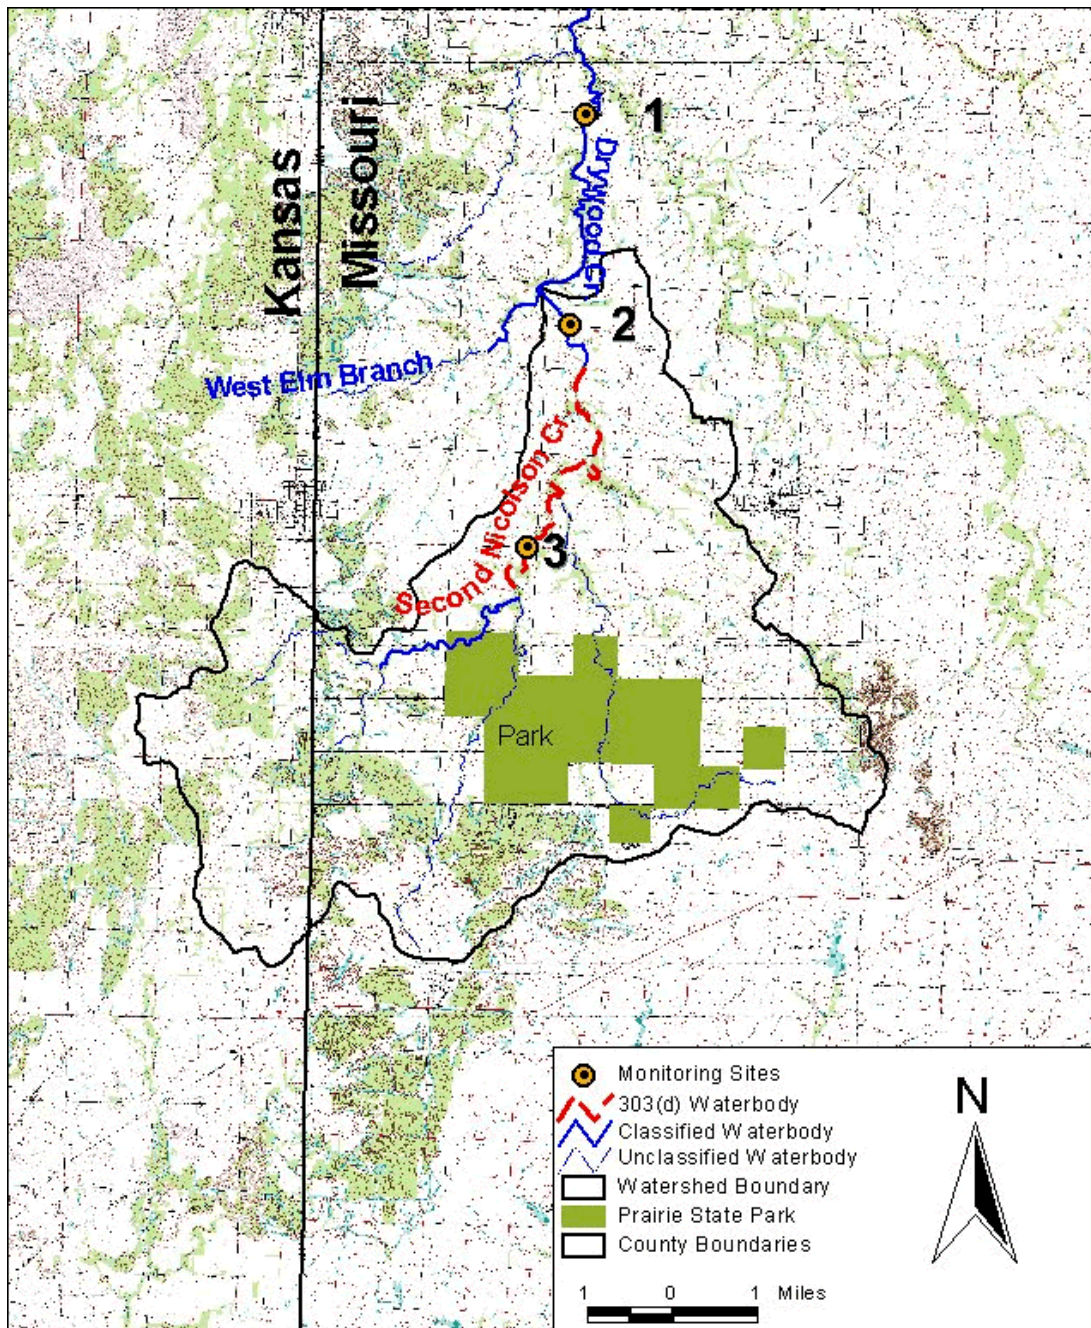 1
Kansas
Missouri
Drywood Cr
2
West Elm Branch
Second Nicolson Cr.
3
Park
Monitoring Sites
303(d) Waterbody
Classified Waterbody
Unclassified Waterbody
Watershed Boundary
Prairie State Park
County Boundaries
N
1 0 1 Miles